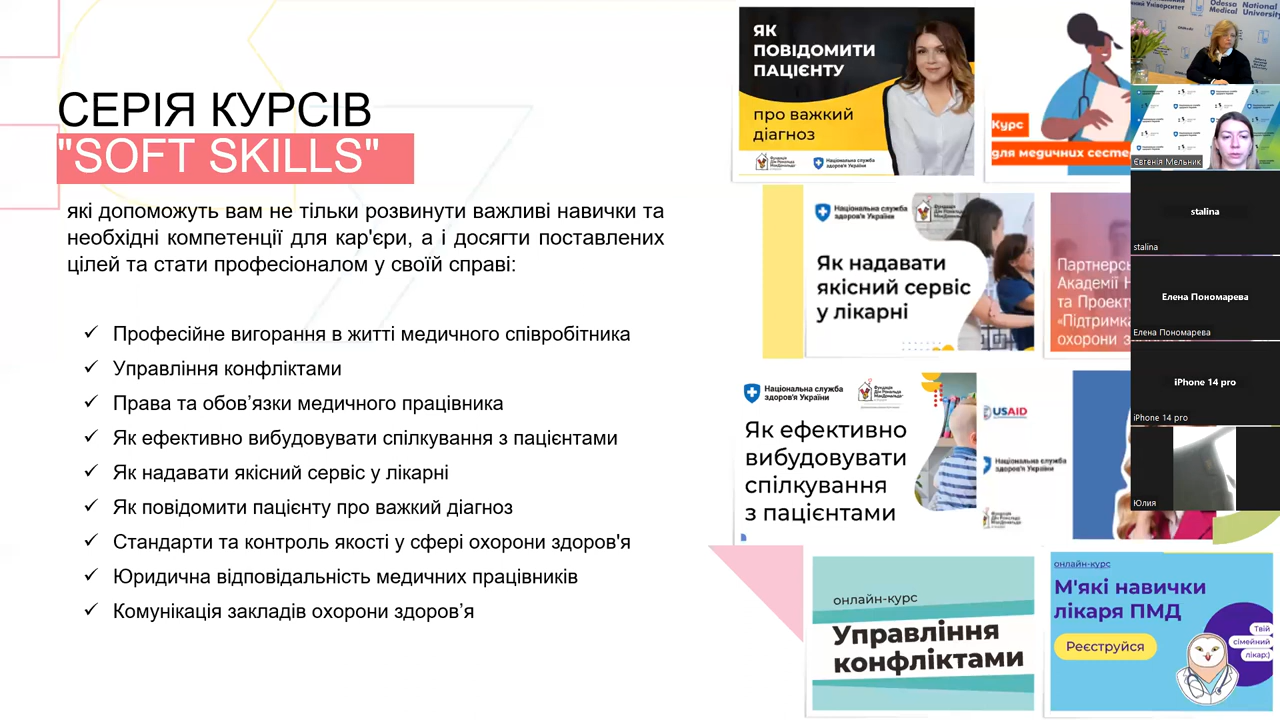 СЕРІЯ КУРСІВ
"SOFT SKILLS"
які допоможуть вам не тільки розвинути важливі навички та
необхідні компетенції для кар'єри, а і досягти поставлених
цілей та стати професіоналом у своїй справі:
Професійне вигорання в житті медичного співробітника
Управління конфліктами
Права та обов’язки медичного працівника
Як ефективно вибудовувати спілкування з пацієнтами
Як надавати якісний сервіс у лікарні
Як повідомити пацієнту про важкий діагноз
Стандарти та контроль якості у сфері охорони здоров'я
Юридична відповідальність медичних працівників
Комунікація закладів охорони здоров’я
ЯК
ПОВІДОМИТИ
ПАЦІЄНТУ
про важкий
діагноз
Національна служба
здоров'я України
Курс
для медичних сестер
Національна служба
здоров'я України
Як надавати
якісний сервіс
у лікарні
Партнерсь
Академії Н
та Проекту
«Підтримка
охорони з
Національна служба
здоров'я України
Як ефективно
вибудовувати
спілкування
з пацієнтами
USAID
Національна служба
здоров'я України
онлайн-курс
Управління
конфліктами
онлайн-курс
М'які навички
лікаря ПМД
Реєструйся
Твій
сімейний
лікар:)
Odessa
Medical
National
University
Євгенія Мельник
stalina
stalina
Елена Пономарева
Елена Пономарева
iPhone 14 pro
iPhone 14 pro
Юлия